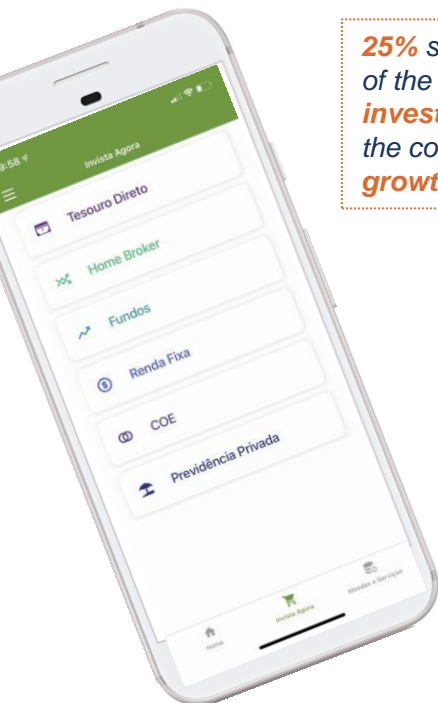 9:58
Invista Agora
Tesouro Direto
Home Broker
Fundos
Renda Fixa
COE
Previdência Privada
Home
Invista Agora
Moedas e Serviços
25% s
of the
invest
the co
growt